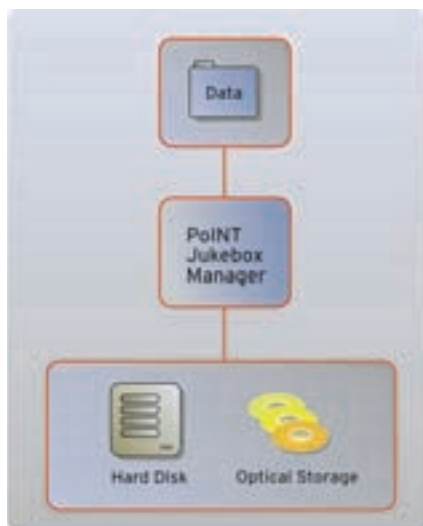 Data
PoINT
Jukebox
Manager
Hard Disk
Optical Storage